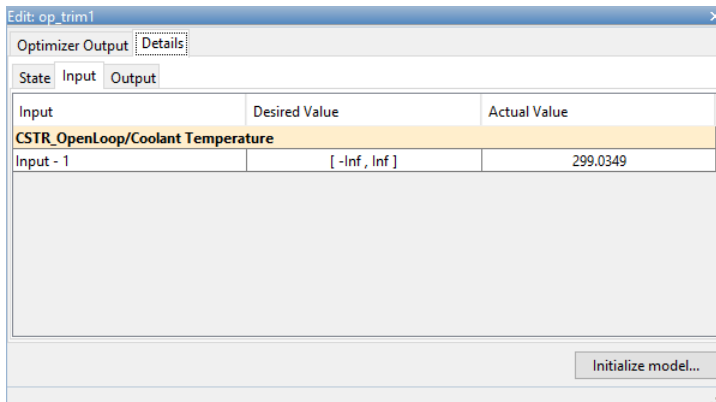 Edit: op_trim1
Optimizer Output Details
State Input Output
Input Desired Value Actual Value
CSTR_OpenLoop/Coolant Temperature
Input - 1 [ -Inf , Inf ] 299.0349
Initialize model...